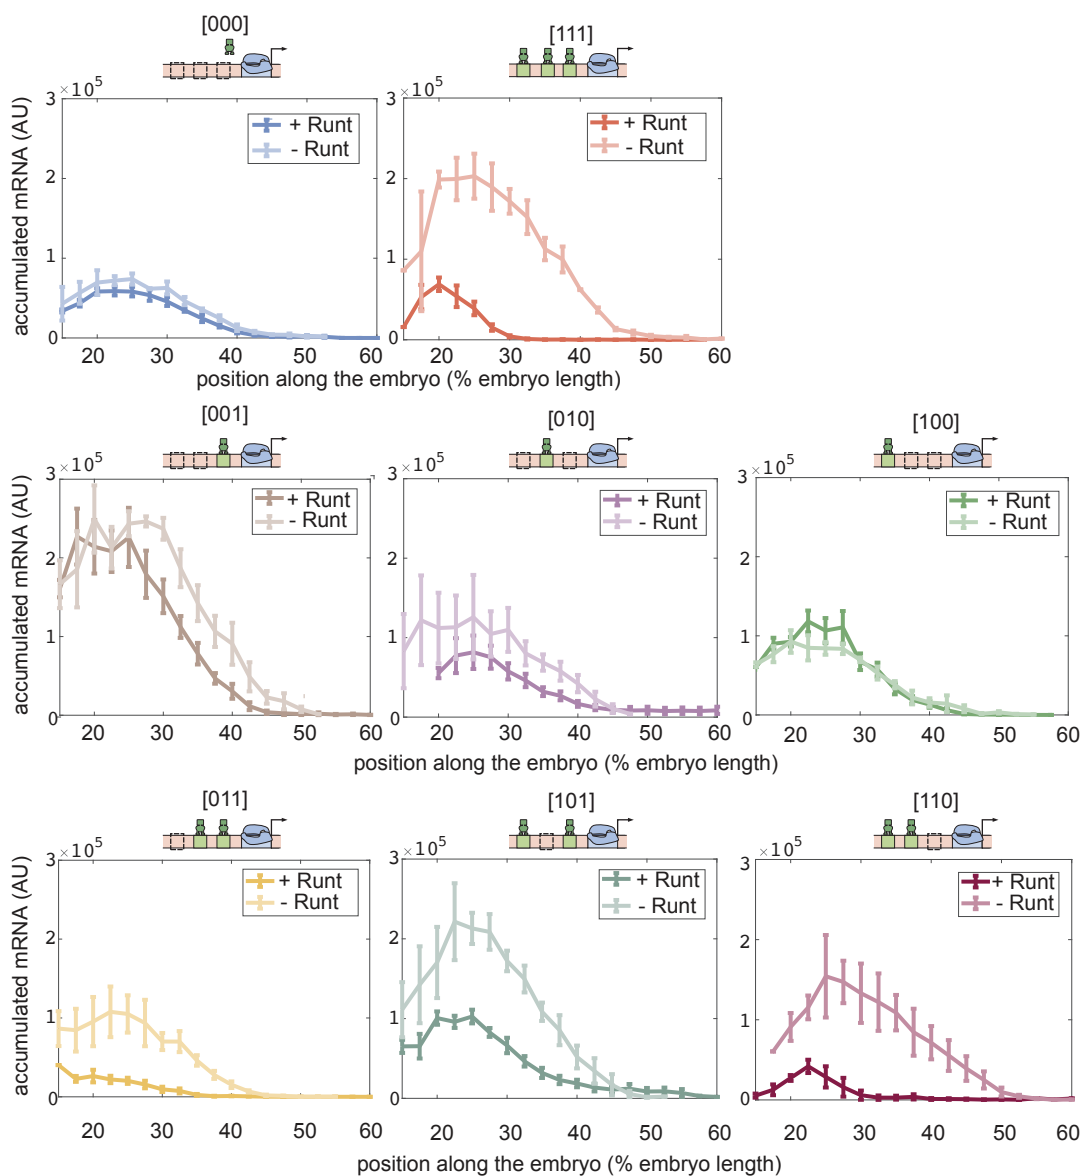 [000]
[111]
3 × 10^5
2
1
0
accumulated mRNA (AU)
+ Runt
- Runt
20 30 40 50 60
3 × 10^5
2
1
0
+ Runt
- Runt
20 30 40 50 60
position along the embryo (% embryo length)
[001]
[010]
[100]
3 × 10^5
2
1
0
accumulated mRNA (AU)
+ Runt
- Runt
20 30 40 50 60
3 × 10^5
2
1
0
+ Runt
- Runt
20 30 40 50 60
3 × 10^5
2
1
0
+ Runt
- Runt
20 30 40 50 60
position along the embryo (% embryo length)
[011]
[101]
[110]
3 × 10^5
2
1
0
accumulated mRNA (AU)
+ Runt
- Runt
20 30 40 50 60
3 × 10^5
2
1
0
+ Runt
- Runt
20 30 40 50 60
3 × 10^5
2
1
0
+ Runt
- Runt
20 30 40 50 60
position along the embryo (% embryo length)